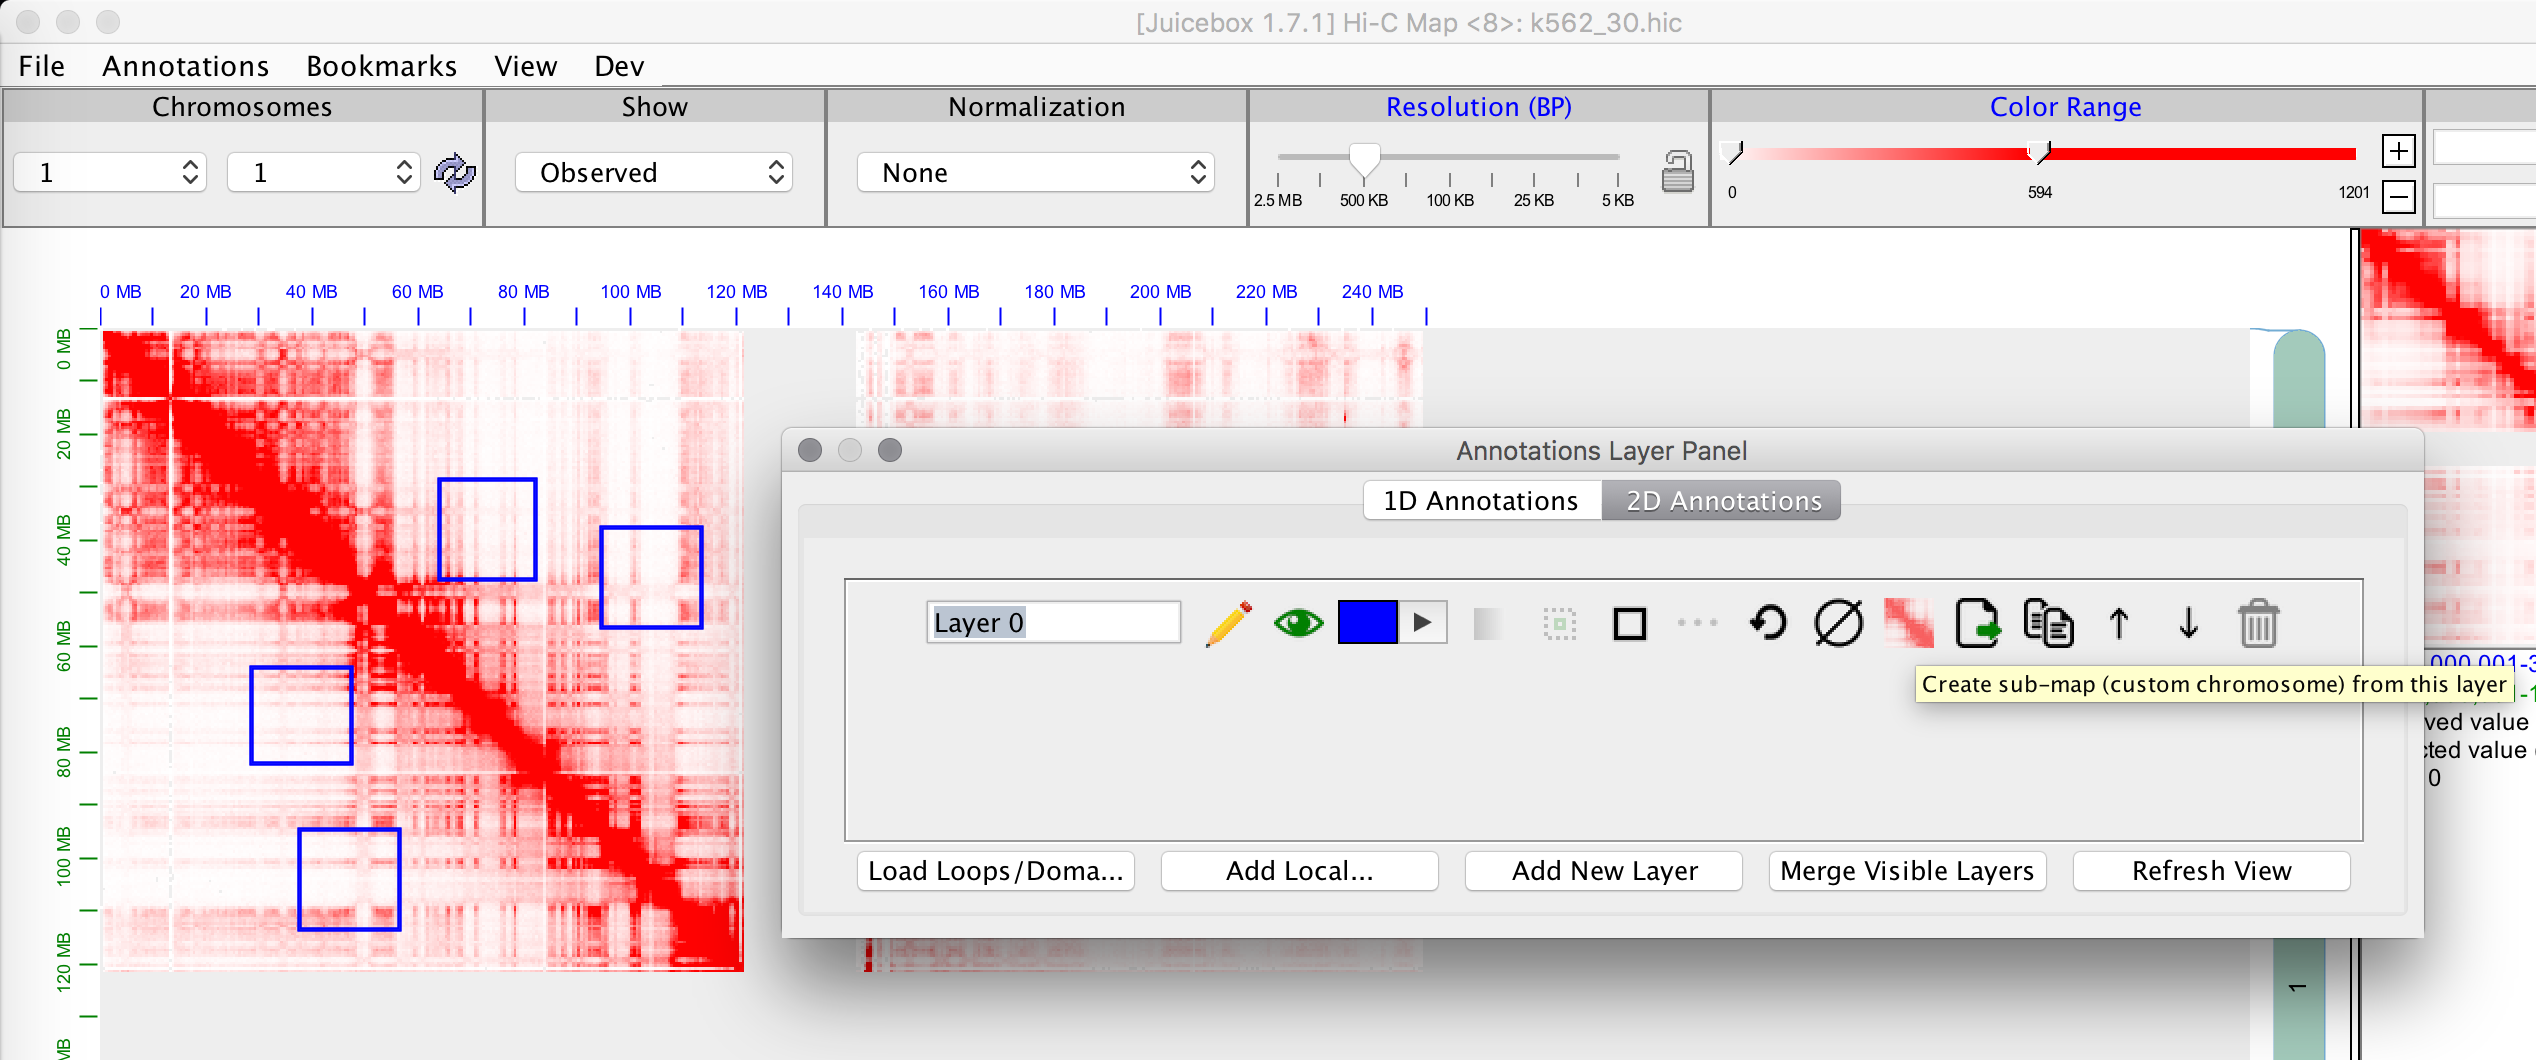 [Juicebox 1.7.1] Hi-C Map <8>: k562_30.hic
File Annotations Bookmarks View Dev
Chromosomes Show Normalization Resolution (BP) Color Range
1 1 Observed None
2.5 MB 500 KB 100 KB 25 KB 5 KB
0 594 1201
0 MB 20 MB 40 MB 60 MB 80 MB 100 MB 120 MB 140 MB 160 MB 180 MB 200 MB 220 MB 240 MB
0 MB
20 MB
40 MB
60 MB
80 MB
100 MB
120 MB
MB
1
Annotations Layer Panel
1D Annotations 2D Annotations
Layer 0
Create sub-map (custom chromosome) from this layer
Load Loops/Doma... Add Local... Add New Layer Merge Visible Layers Refresh View
000,001-3
-1
ved value
cted value
0